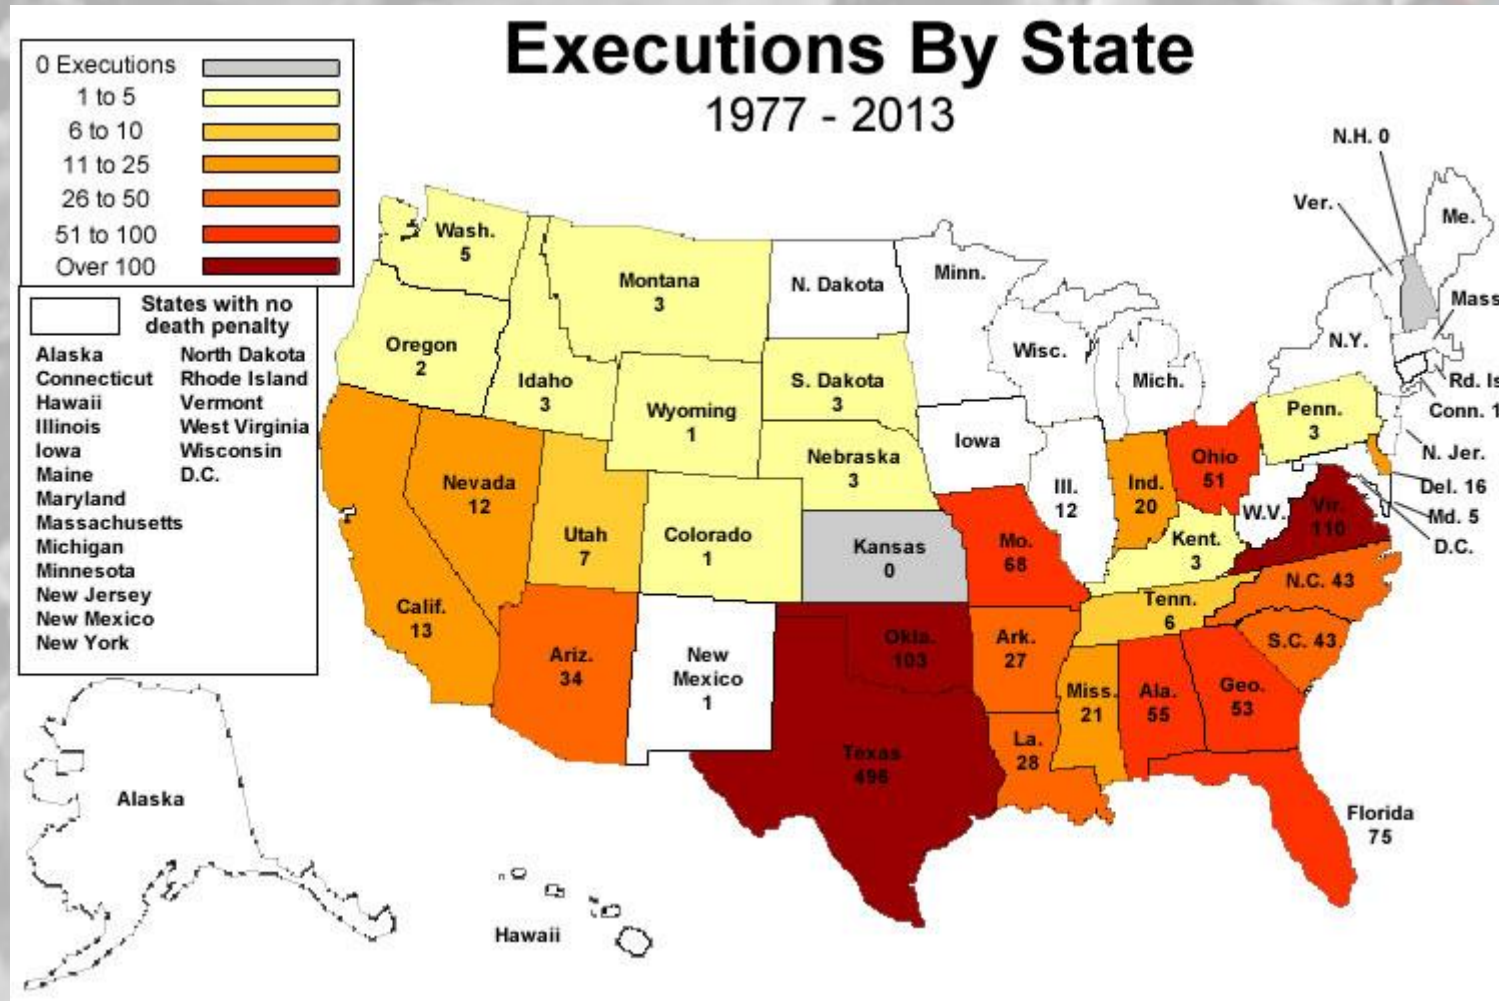 Executions By State
1977 - 2013
0 Executions
1 to 5
6 to 10
11 to 25
26 to 50
51 to 100
Over 100
States with no
death penalty
Alaska
Connecticut
Hawaii
Illinois
Iowa
Maine
Maryland
Massachusetts
Michigan
Minnesota
New Jersey
New Mexico
New York
North Dakota
Rhode Island
Vermont
West Virginia
Wisconsin
D.C.
N.H. 0
Ver.
Me.
Wash.
5
Montana
3
N. Dakota
Minn.
Mass
N.Y.
Oregon
2
Idaho
3
Wisc.
Mich.
S. Dakota
3
Rd. Is
Wyoming
1
Penn.
3
Conn. 1
Iowa
Nebraska
3
Ohio
51
N. Jer.
Nevada
12
Ill.
12
Ind.
20
Del. 16
W.V.
Vir.
110
Md. 5
Utah
7
Colorado
1
Kansas
0
Mo.
68
Kent.
3
D.C.
N.C. 43
Calif.
13
Tenn.
6
Ariz.
34
New
Mexico
1
Okla.
103
Ark.
27
S.C. 43
Miss.
21
Ala.
55
Geo.
53
Texas
496
La.
28
Alaska
Florida
75
Hawaii